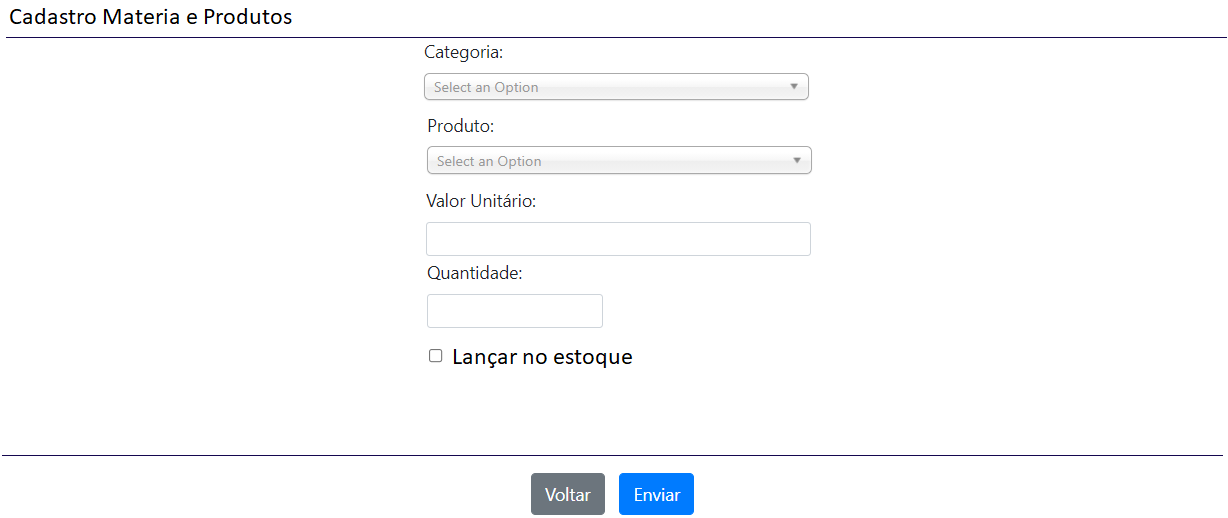 Cadastro Materia e Produtos
Categoria:
Select an Option
Produto:
Select an Option
Valor Unitário:
Quantidade:
Lançar no estoque
Voltar Enviar